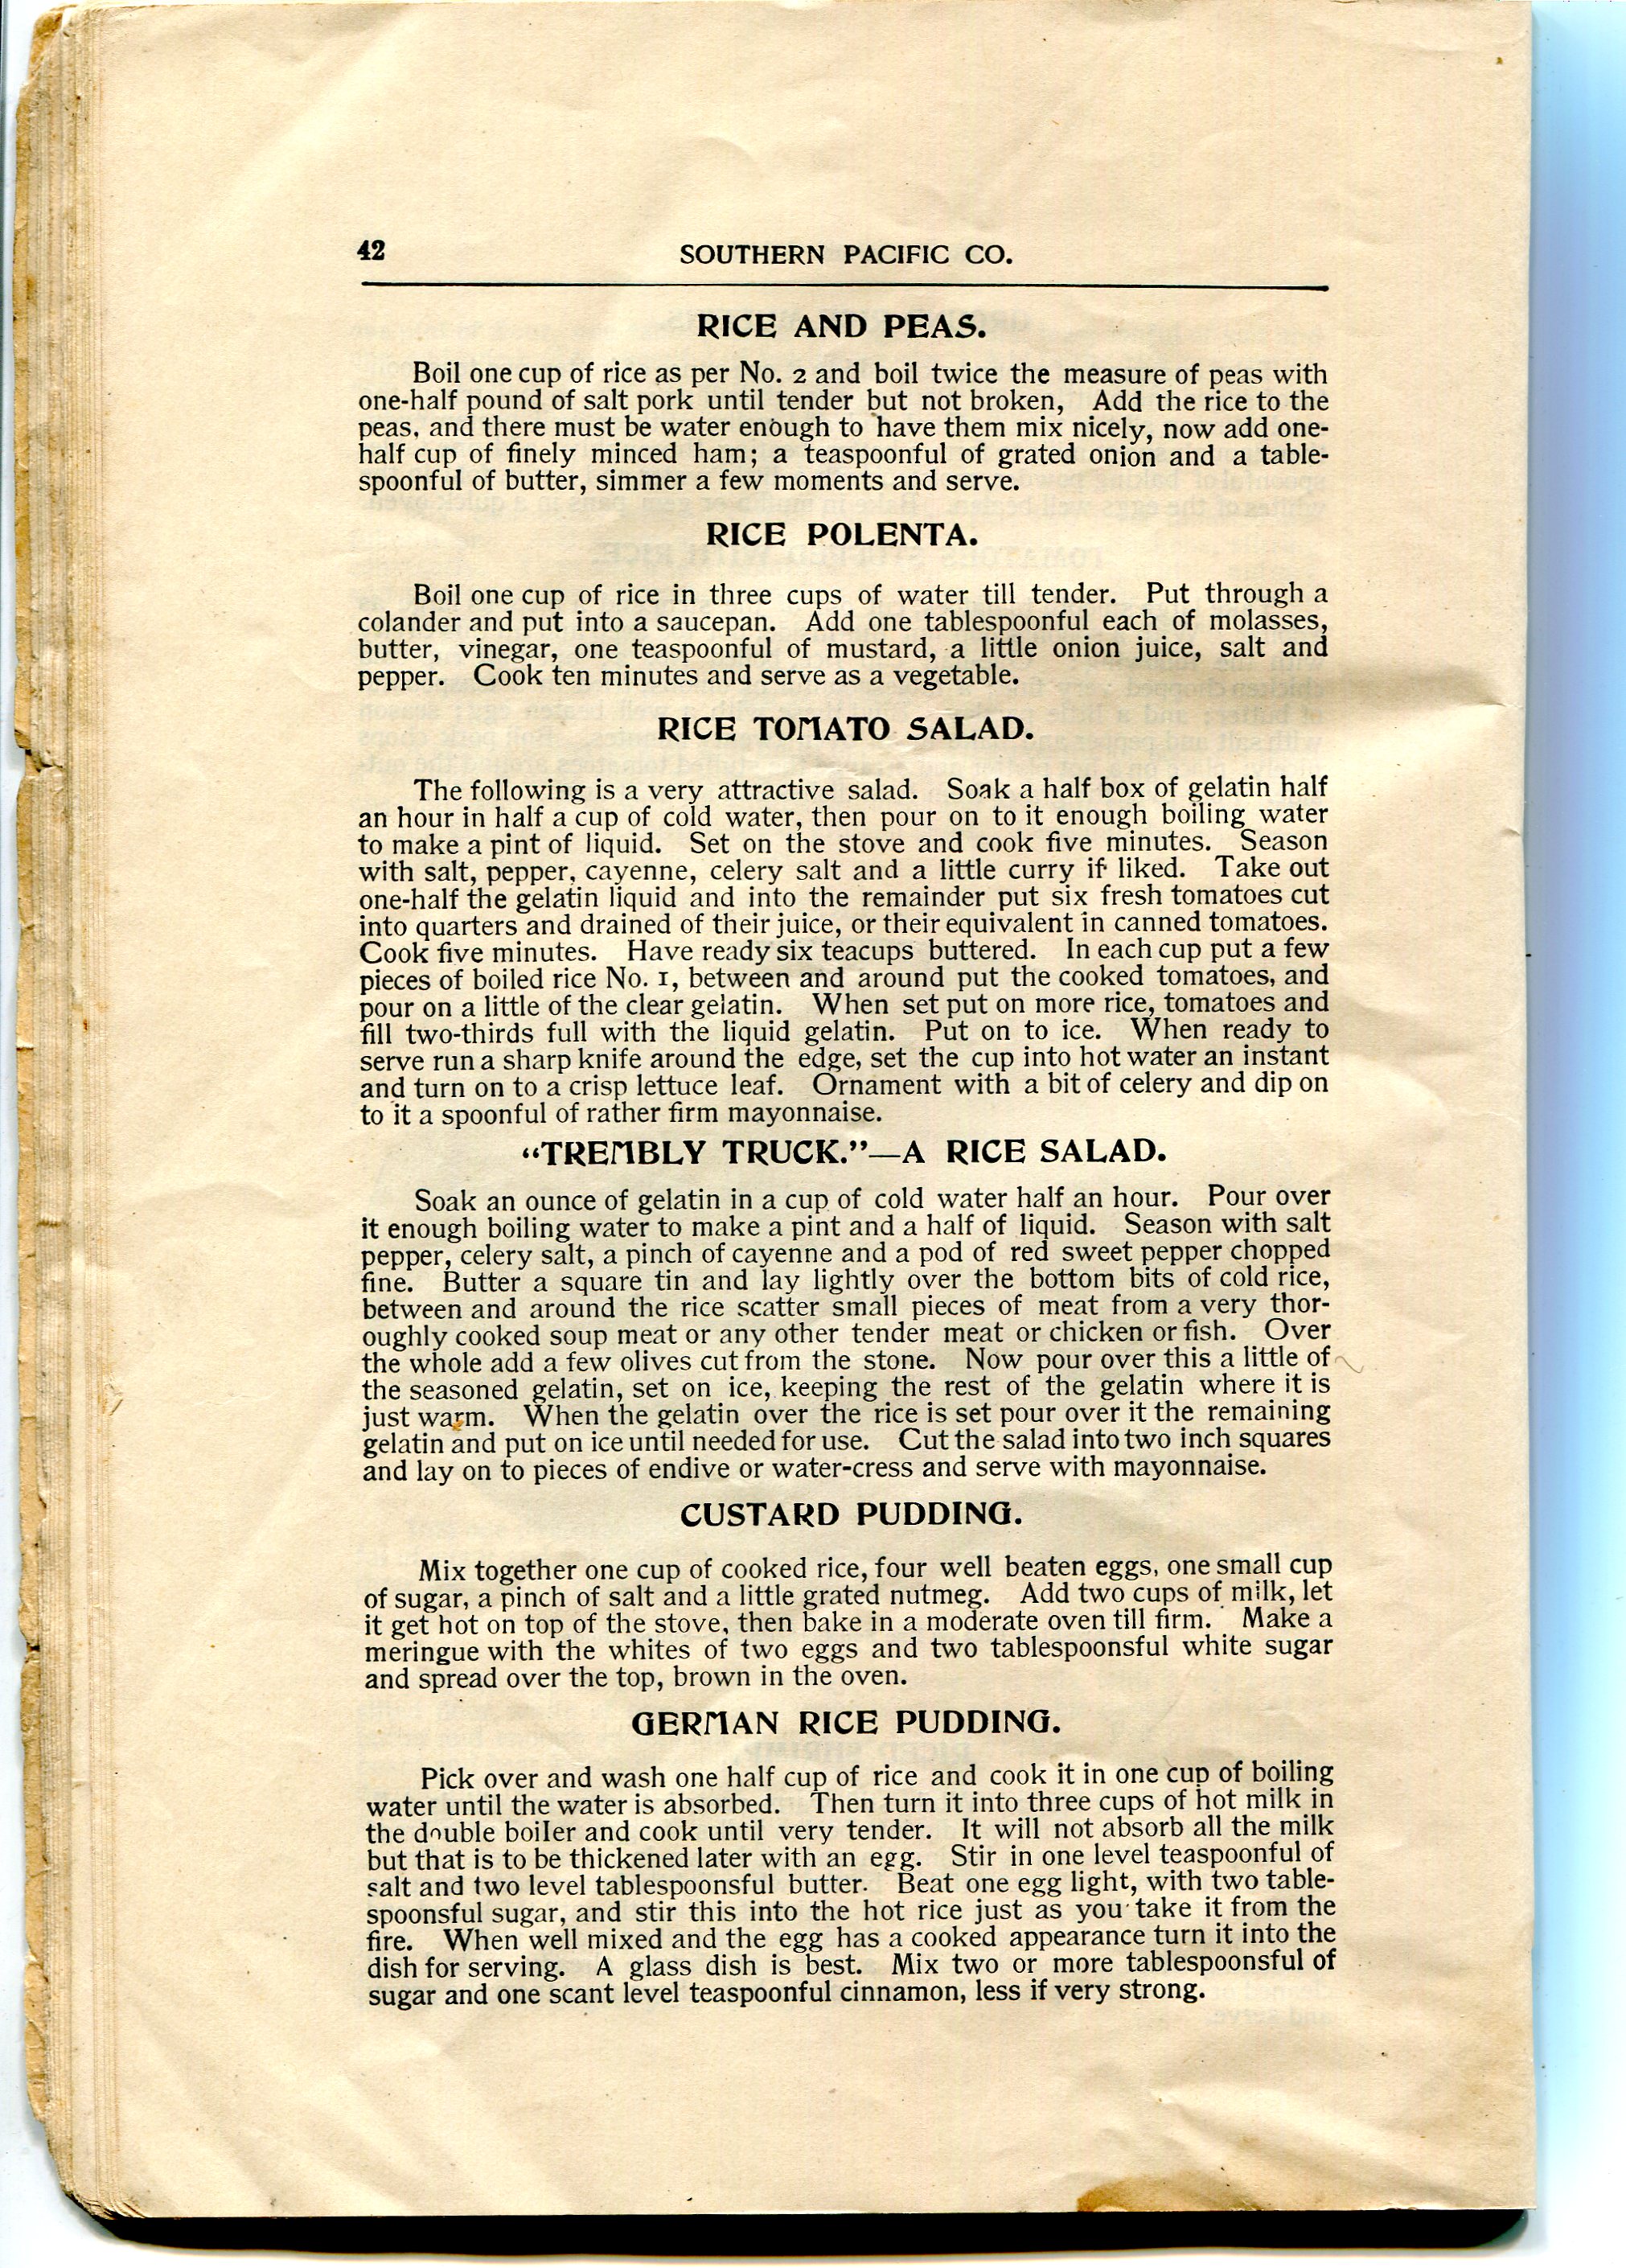 42
SOUTHERN PACIFIC CO.
RICE AND PEAS.
Boil one cup of rice as per No. 2 and boil twice the measure of peas with
one-half pound of salt pork until tender but not broken, Add the rice to the
peas, and there must be water enough to have them mix nicely, now add one-
half cup of finely minced ham; a teaspoonful of grated onion and a table-
spoonful of butter, simmer a few moments and serve.
RICE POLENTA.
Boil one cup of rice in three cups of water till tender. Put through a
colander and put into a saucepan. Add one tablespoonful each of molasses,
butter, vinegar, one teaspoonful of mustard, a little onion juice, salt and
pepper. Cook ten minutes and serve as a vegetable.
RICE TOMATO SALAD.
The following is a very attractive salad. Soak a half box of gelatin half
an hour in half a cup of cold water, then pour on to it enough boiling water
to make a pint of liquid. Set on the stove and cook five minutes. Season
with salt, pepper, cayenne, celery salt and a little curry if liked. Take out
one-half the gelatin liquid and into the remainder put six fresh tomatoes cut
into quarters and drained of their juice, or their equivalent in canned tomatoes.
Cook five minutes. Have ready six teacups buttered. In each cup put a few
pieces of boiled rice No. 1, between and around put the cooked tomatoes, and
pour on a little of the clear gelatin. When set put on more rice, tomatoes and
fill two-thirds full with the liquid gelatin. Put on to ice. When ready to
serve run a sharp knife around the edge, set the cup into hot water an instant
and turn on to a crisp lettuce leaf. Ornament with a bit of celery and dip on
to it a spoonful of rather firm mayonnaise.
“TREMBLY TRUCK.”—A RICE SALAD.
Soak an ounce of gelatin in a cup of cold water half an hour. Pour over
it enough boiling water to make a pint and a half of liquid. Season with salt
pepper, celery salt, a pinch of cayenne and a pod of red sweet pepper chopped
fine. Butter a square tin and lay lightly over the bottom bits of cold rice,
between and around the rice scatter small pieces of meat from a very thor-
oughly cooked soup meat or any other tender meat or chicken or fish. Over
the whole add a few olives cut from the stone. Now pour over this a little of
the seasoned gelatin, set on ice, keeping the rest of the gelatin where it is
just warm. When the gelatin over the rice is set pour over it the remaining
gelatin and put on ice until needed for use. Cut the salad into two inch squares
and lay on to pieces of endive or water-cress and serve with mayonnaise.
CUSTARD PUDDING.
Mix together one cup of cooked rice, four well beaten eggs, one small cup
of sugar, a pinch of salt and a little grated nutmeg. Add two cups of milk, let
it get hot on top of the stove, then bake in a moderate oven till firm. Make a
meringue with the whites of two eggs and two tablespoonsful white sugar
and spread over the top, brown in the oven.
GERMAN RICE PUDDING.
Pick over and wash one half cup of rice and cook it in one cup of boiling
water until the water is absorbed. Then turn it into three cups of hot milk in
the double boiler and cook until very tender. It will not absorb all the milk
but that is to be thickened later with an egg. Stir in one level teaspoonful of
salt and two level tablespoonsful butter. Beat one egg light, with two table-
spoonsful sugar, and stir this into the hot rice just as you take it from the
fire. When well mixed and the egg has a cooked appearance turn it into the
dish for serving. A glass dish is best. Mix two or more tablespoonsful of
sugar and one scant level teaspoonful cinnamon, less if very strong.